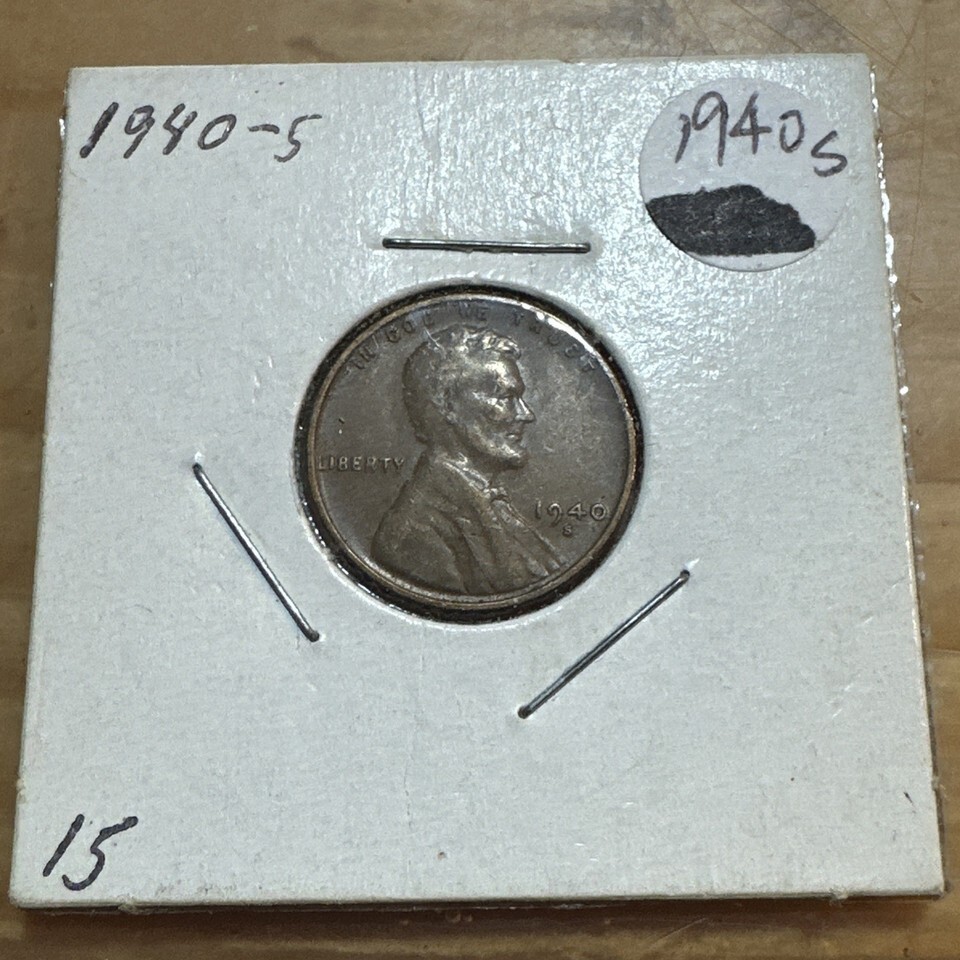 1940-S
1940s
IN GOD WE TRUST
LIBERTY
1940
S
15